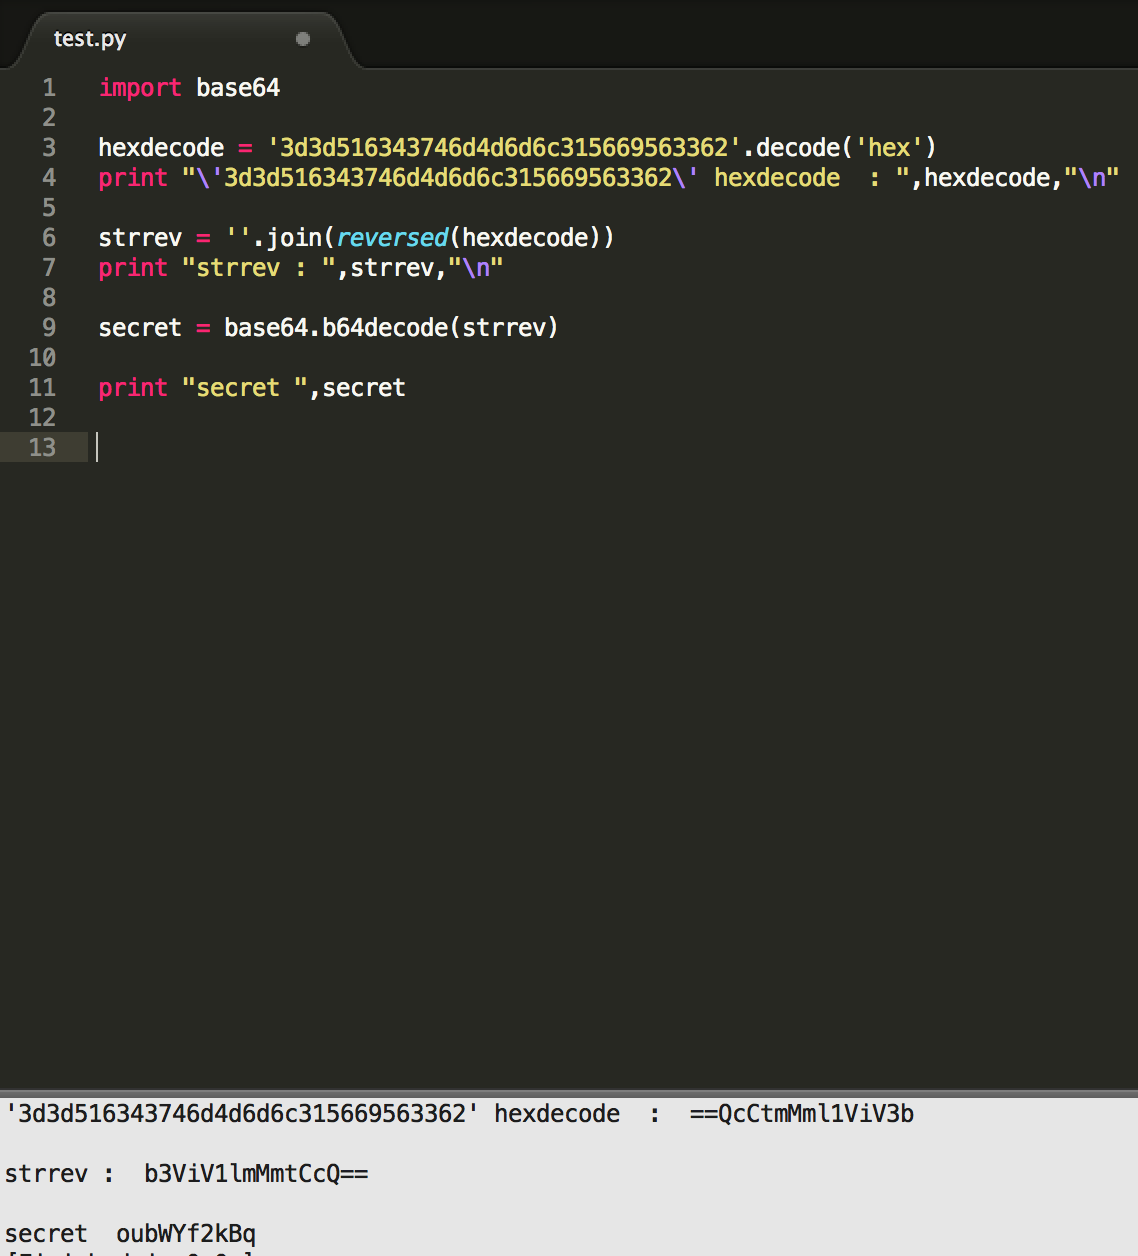 test.py
1 import base64
2
3 hexdecode = '3d3d516343746d4d6d6c315669563362'.decode('hex')
4 print "\'3d3d516343746d4d6d6c315669563362\' hexdecode  : ",hexdecode,"\n"
5
6 strrev = ''.join(reversed(hexdecode))
7 print "strrev : ",strrev,"\n"
8
9 secret = base64.b64decode(strrev)
10
11 print "secret ",secret
12
13
'3d3d516343746d4d6d6c315669563362' hexdecode  :  ==QcCtmMml1ViV3b
strrev :  b3ViV1lmMmtCcQ==
secret  oubWYf2kBq